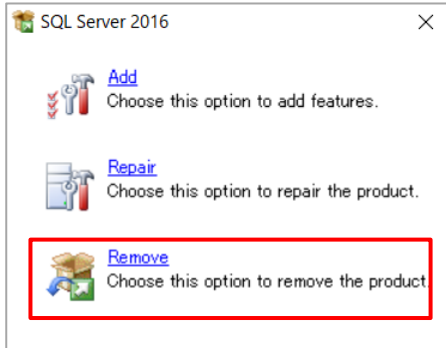 SQL Server 2016
Add
Choose this option to add features.
Repair
Choose this option to repair the product.
Remove
Choose this option to remove the product.